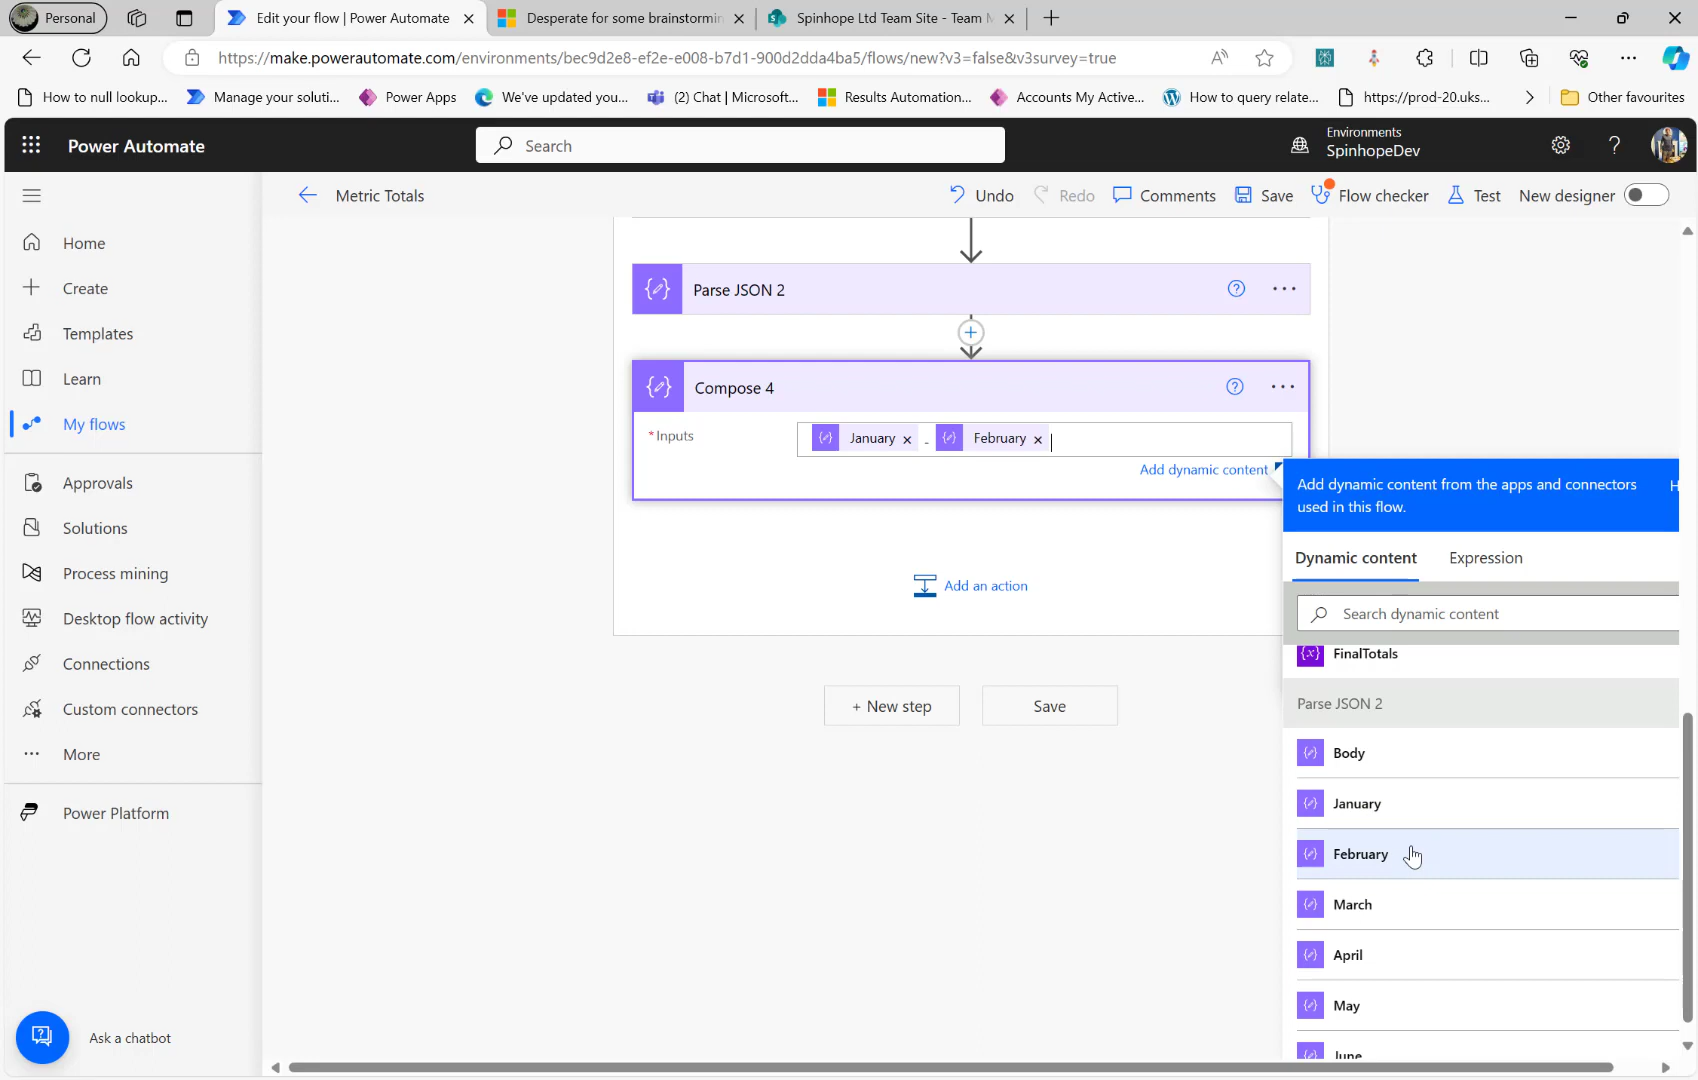 Personal
Edit your flow | Power Automate
Desperate for some brainstormin
Spinhope Ltd Team Site - Team M
https://make.powerautomate.com/environments/bec9d2e8-ef2e-e008-b7d1-900d2dda4ba5/flows/new?v3=false&v3survey=true
How to null lookup...
Manage your soluti...
Power Apps
We've updated you...
(2) Chat | Microsoft...
Results Automation...
Accounts My Active...
How to query relate...
https://prod-20.uks...
Other favourites
Power Automate
Search
Environments
SpinhopeDev
Metric Totals
Undo
Redo
Comments
Save
Flow checker
Test
New designer
Home
Create
Templates
Learn
My flows
Approvals
Solutions
Process mining
Desktop flow activity
Connections
Custom connectors
More
Power Platform
Ask a chatbot
Parse JSON 2
Compose 4
* Inputs
January × - February ×
Add dynamic content
Add an action
+ New step
Save
Add dynamic content from the apps and connectors H
used in this flow.
Dynamic content
Expression
Search dynamic content
FinalTotals
Parse JSON 2
Body
January
February
March
April
May
June